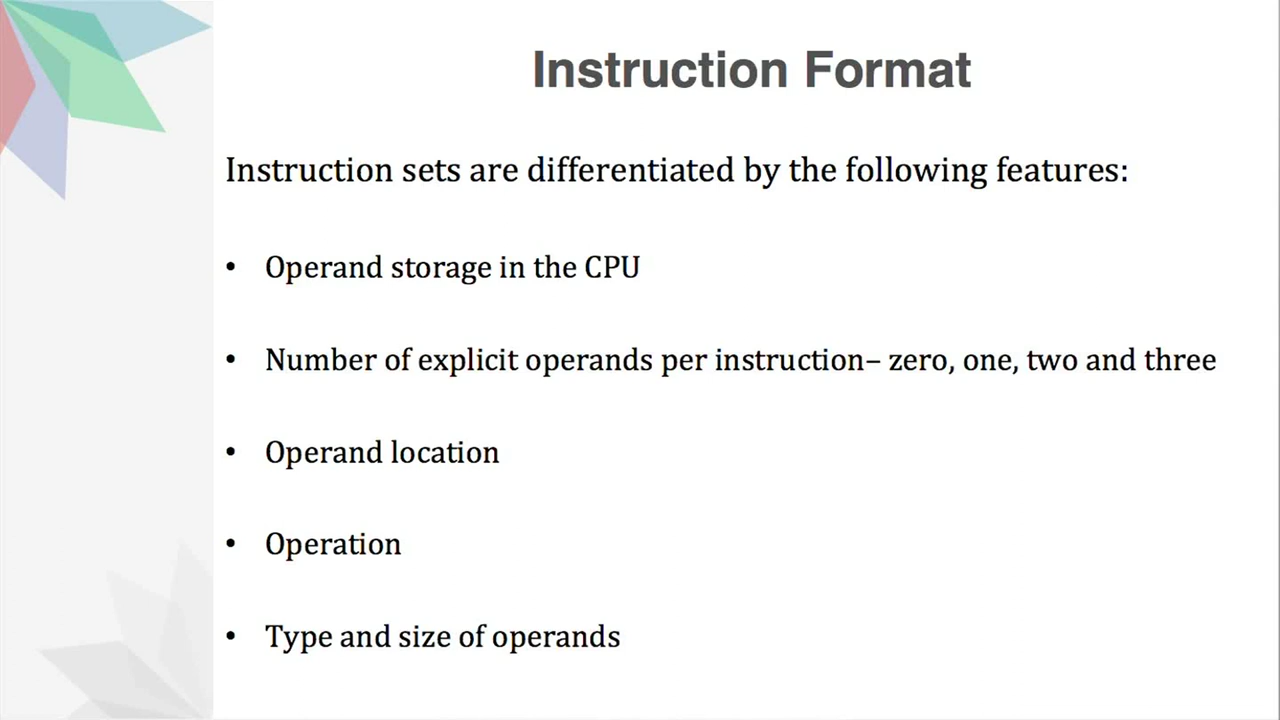 Instruction Format
Instruction sets are differentiated by the following features:
• Operand storage in the CPU
• Number of explicit operands per instruction– zero, one, two and three
• Operand location
• Operation
• Type and size of operands